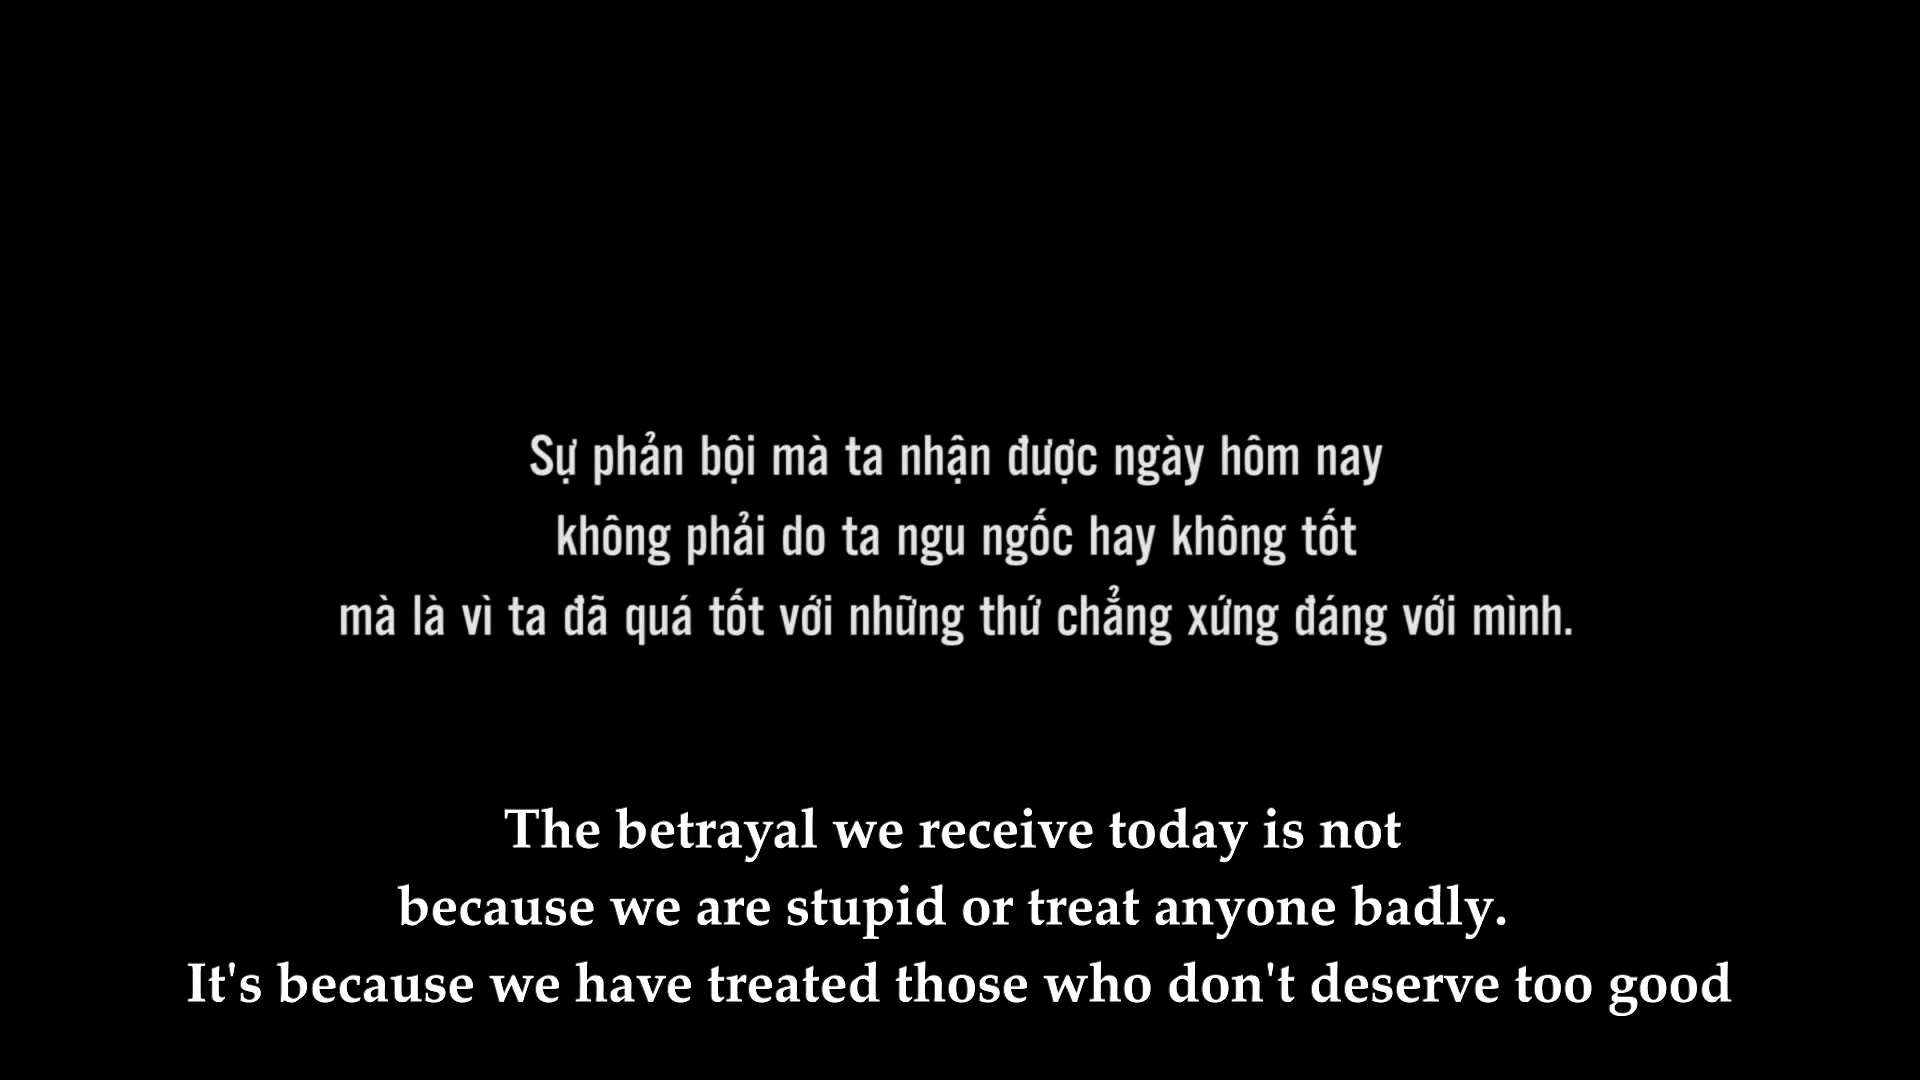 Sự phản bội mà ta nhận được ngày hôm nay
không phải do ta ngu ngốc hay không tốt
mà là vì ta đã quá tốt với những thứ chẳng xứng đáng với mình.
The betrayal we receive today is not
because we are stupid or treat anyone badly.
It's because we have treated those who don't deserve too good